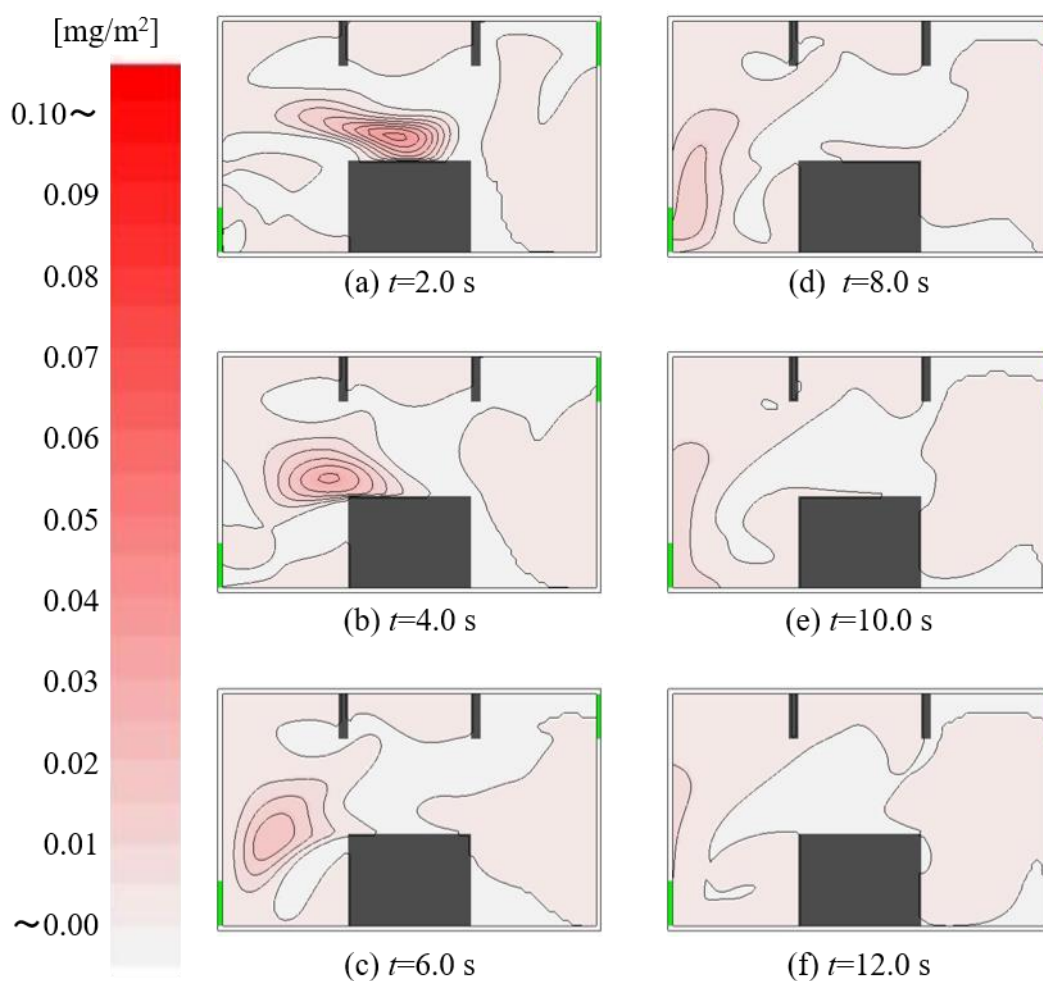 [mg/m²]
0.10～
0.09
0.08
0.07
0.06
0.05
0.04
0.03
0.02
0.01
～0.00
(a) t=2.0 s
(d) t=8.0 s
(b) t=4.0 s
(e) t=10.0 s
(c) t=6.0 s
(f) t=12.0 s